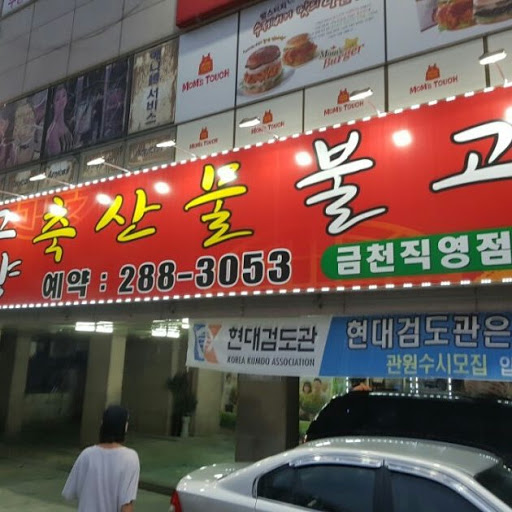 MOM'S TOUCH
Mom's Touch
Burger
MOM'S TOUCH
MOM'S TOUCH
MOM'S TOUCH
축산물 불고
예약 : 288-3053
금천직영점
현대검도관
KOREA KUMDO ASSOCIATION
현대검도관은
관원수시모집